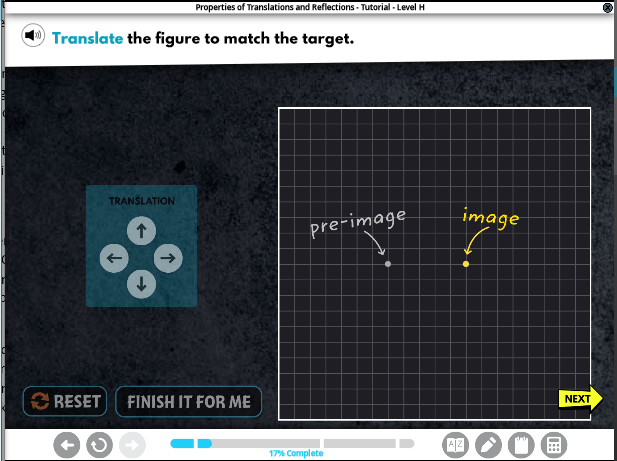 Properties of Translations and Reflections - Tutorial - Level H
Translate the figure to match the target.
TRANSLATION
pre-image
image
RESET
FINISH IT FOR ME
NEXT
17% Complete
A Z